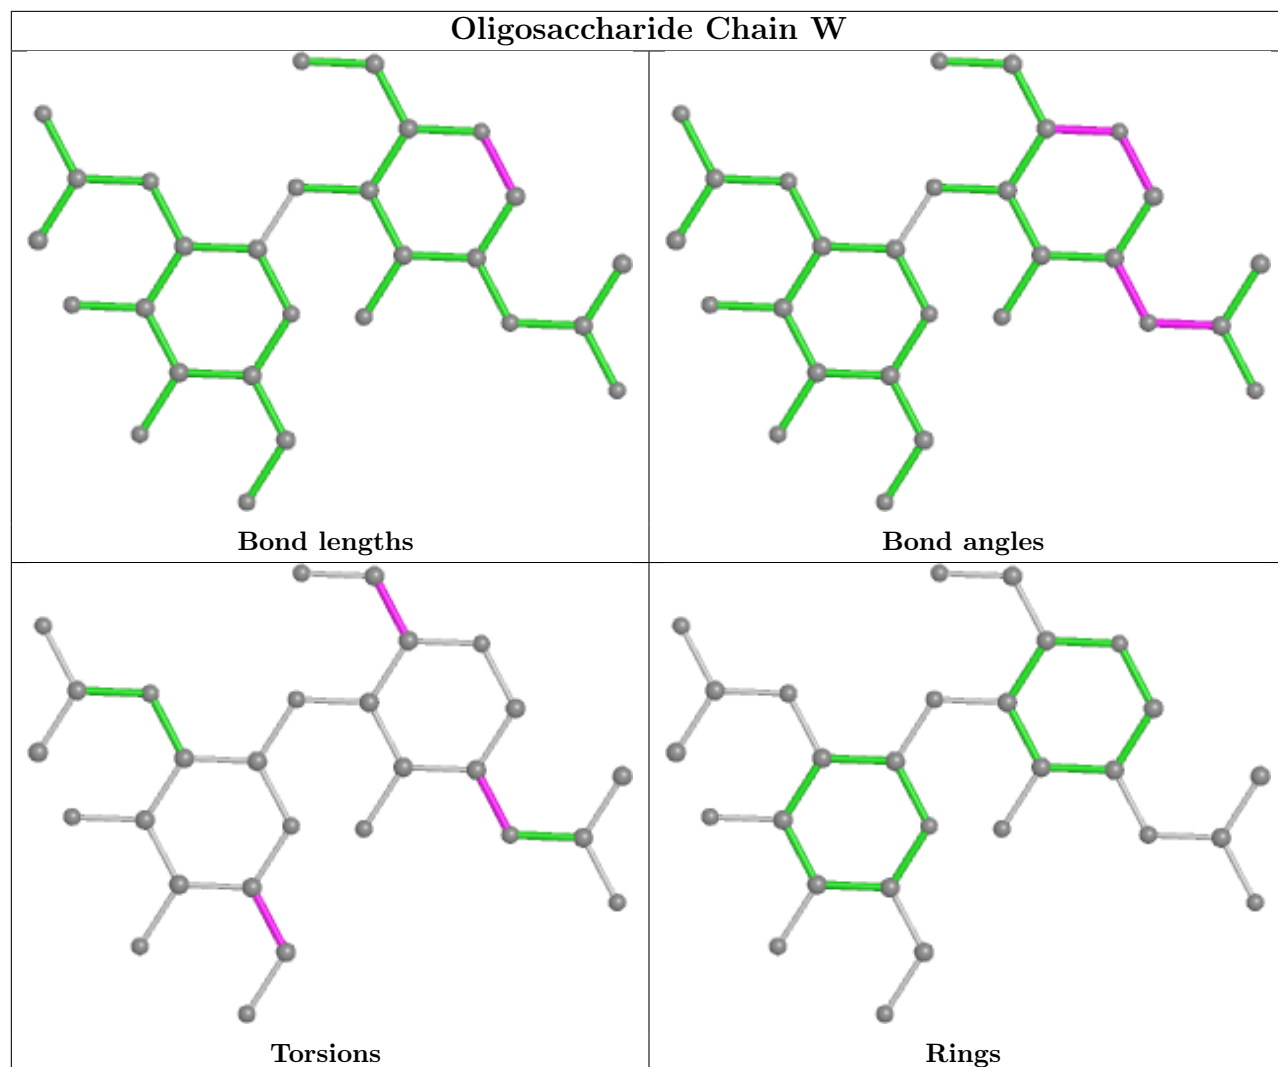 Oligosaccharide Chain W
Bond lengths
Bond angles
Torsions
Rings